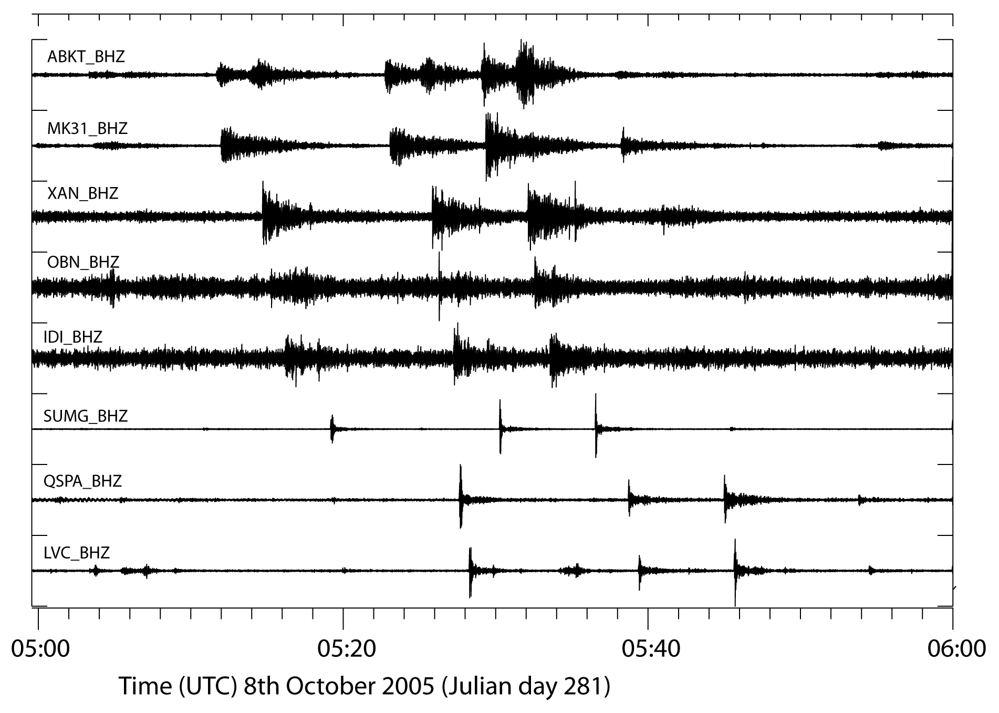 ABKT_BHZ
MK31_BHZ
XAN_BHZ
OBN_BHZ
IDI_BHZ
SUMG_BHZ
QSPA_BHZ
LVC_BHZ
05:00 05:20 05:40 06:00
Time (UTC) 8th October 2005 (Julian day 281)